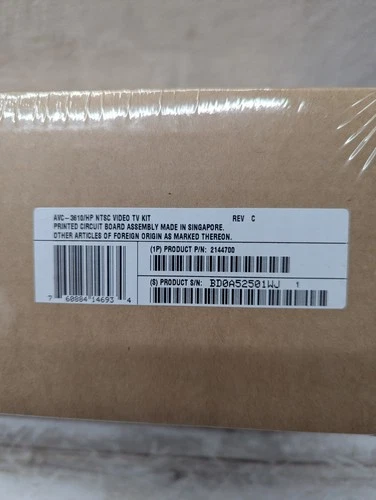 AVC-3610/HP NTSC VIDEO TV KIT REV C
PRINTED CIRCUIT BOARD ASSEMBLY MADE IN SINGAPORE.
OTHER ARTICLES OF FOREIGN ORIGIN AS MARKED THEREON.
(1P) PRODUCT P/N: 2144700
(S) PRODUCT S/N: BD0A52501WJ 1
7 60884 14693 4